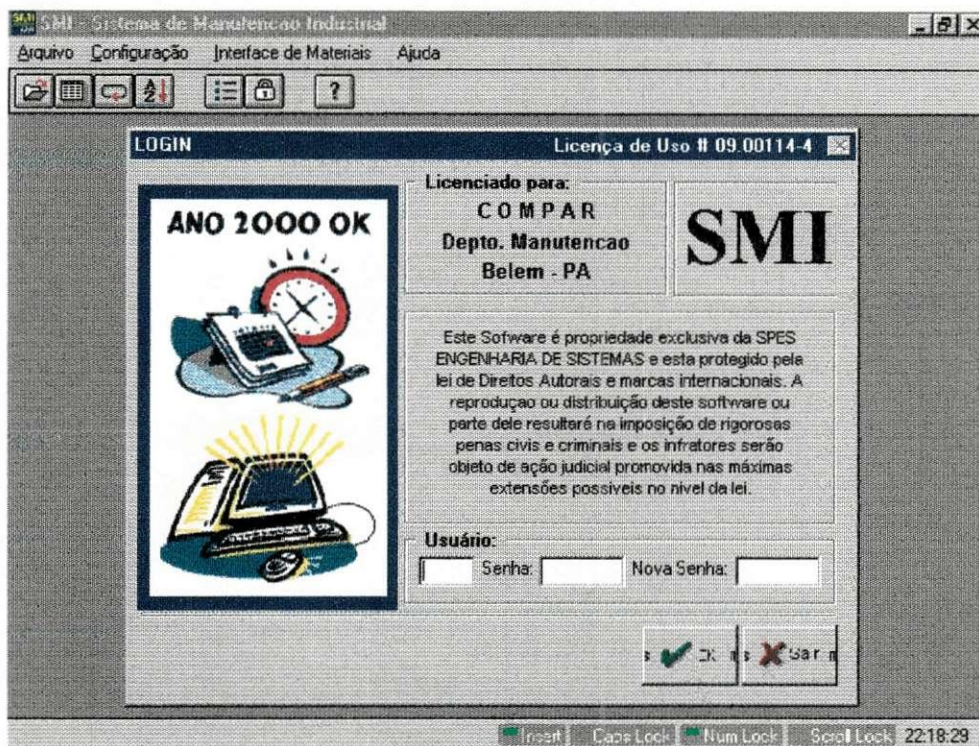 SMI - Sistema de Manutencao Industrial
Arquivo Configuração Interface de Materiais Ajuda
A
Z
?
LOGIN Licença de Uso # 09.00114-4
ANO 2000 OK
Licenciado para:
C O M P A R
Depto. Manutencao
Belem - PA
SMI
Este Sofware é propriedade exclusiva da SPES
ENGENHARIA DE SISTEMAS e esta protegido pela
lei de Diretos Autorais e marcas internacionais. A
reproduçao ou distribuição deste software ou
parte dele resultará na imposição de rigorosas
penas civis e criminais e os infratores serão
objeto de ação judicial promovida nas máximas
extensões possiveis no nivel da lei.
Usuário:
Senha: Nova Senha:
Insert Caps Lock Num Lock Scroll Lock 22:18:29